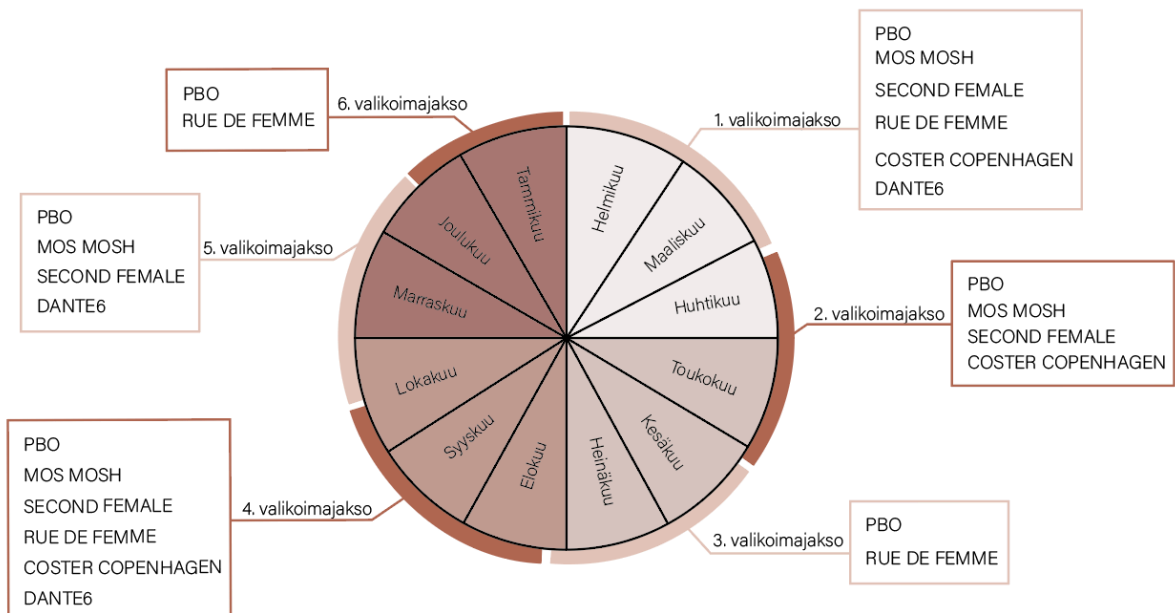 PBO
MOS MOSH
SECOND FEMALE
RUE DE FEMME
COSTER COPENHAGEN
DANTE6
1. valikoimajakso
PBO
MOS MOSH
SECOND FEMALE
COSTER COPENHAGEN
2. valikoimajakso
PBO
RUE DE FEMME
3. valikoimajakso
PBO
MOS MOSH
SECOND FEMALE
RUE DE FEMME
COSTER COPENHAGEN
DANTE6
4. valikoimajakso
PBO
MOS MOSH
SECOND FEMALE
DANTE6
5. valikoimajakso
PBO
RUE DE FEMME
6. valikoimajakso
Tammikuu
Helmikuu
Maaliskuu
Huhtikuu
Toukokuu
Kesäkuu
Heinäkuu
Elokuu
Syyskuu
Lokakuu
Marraskuu
Joulukuu